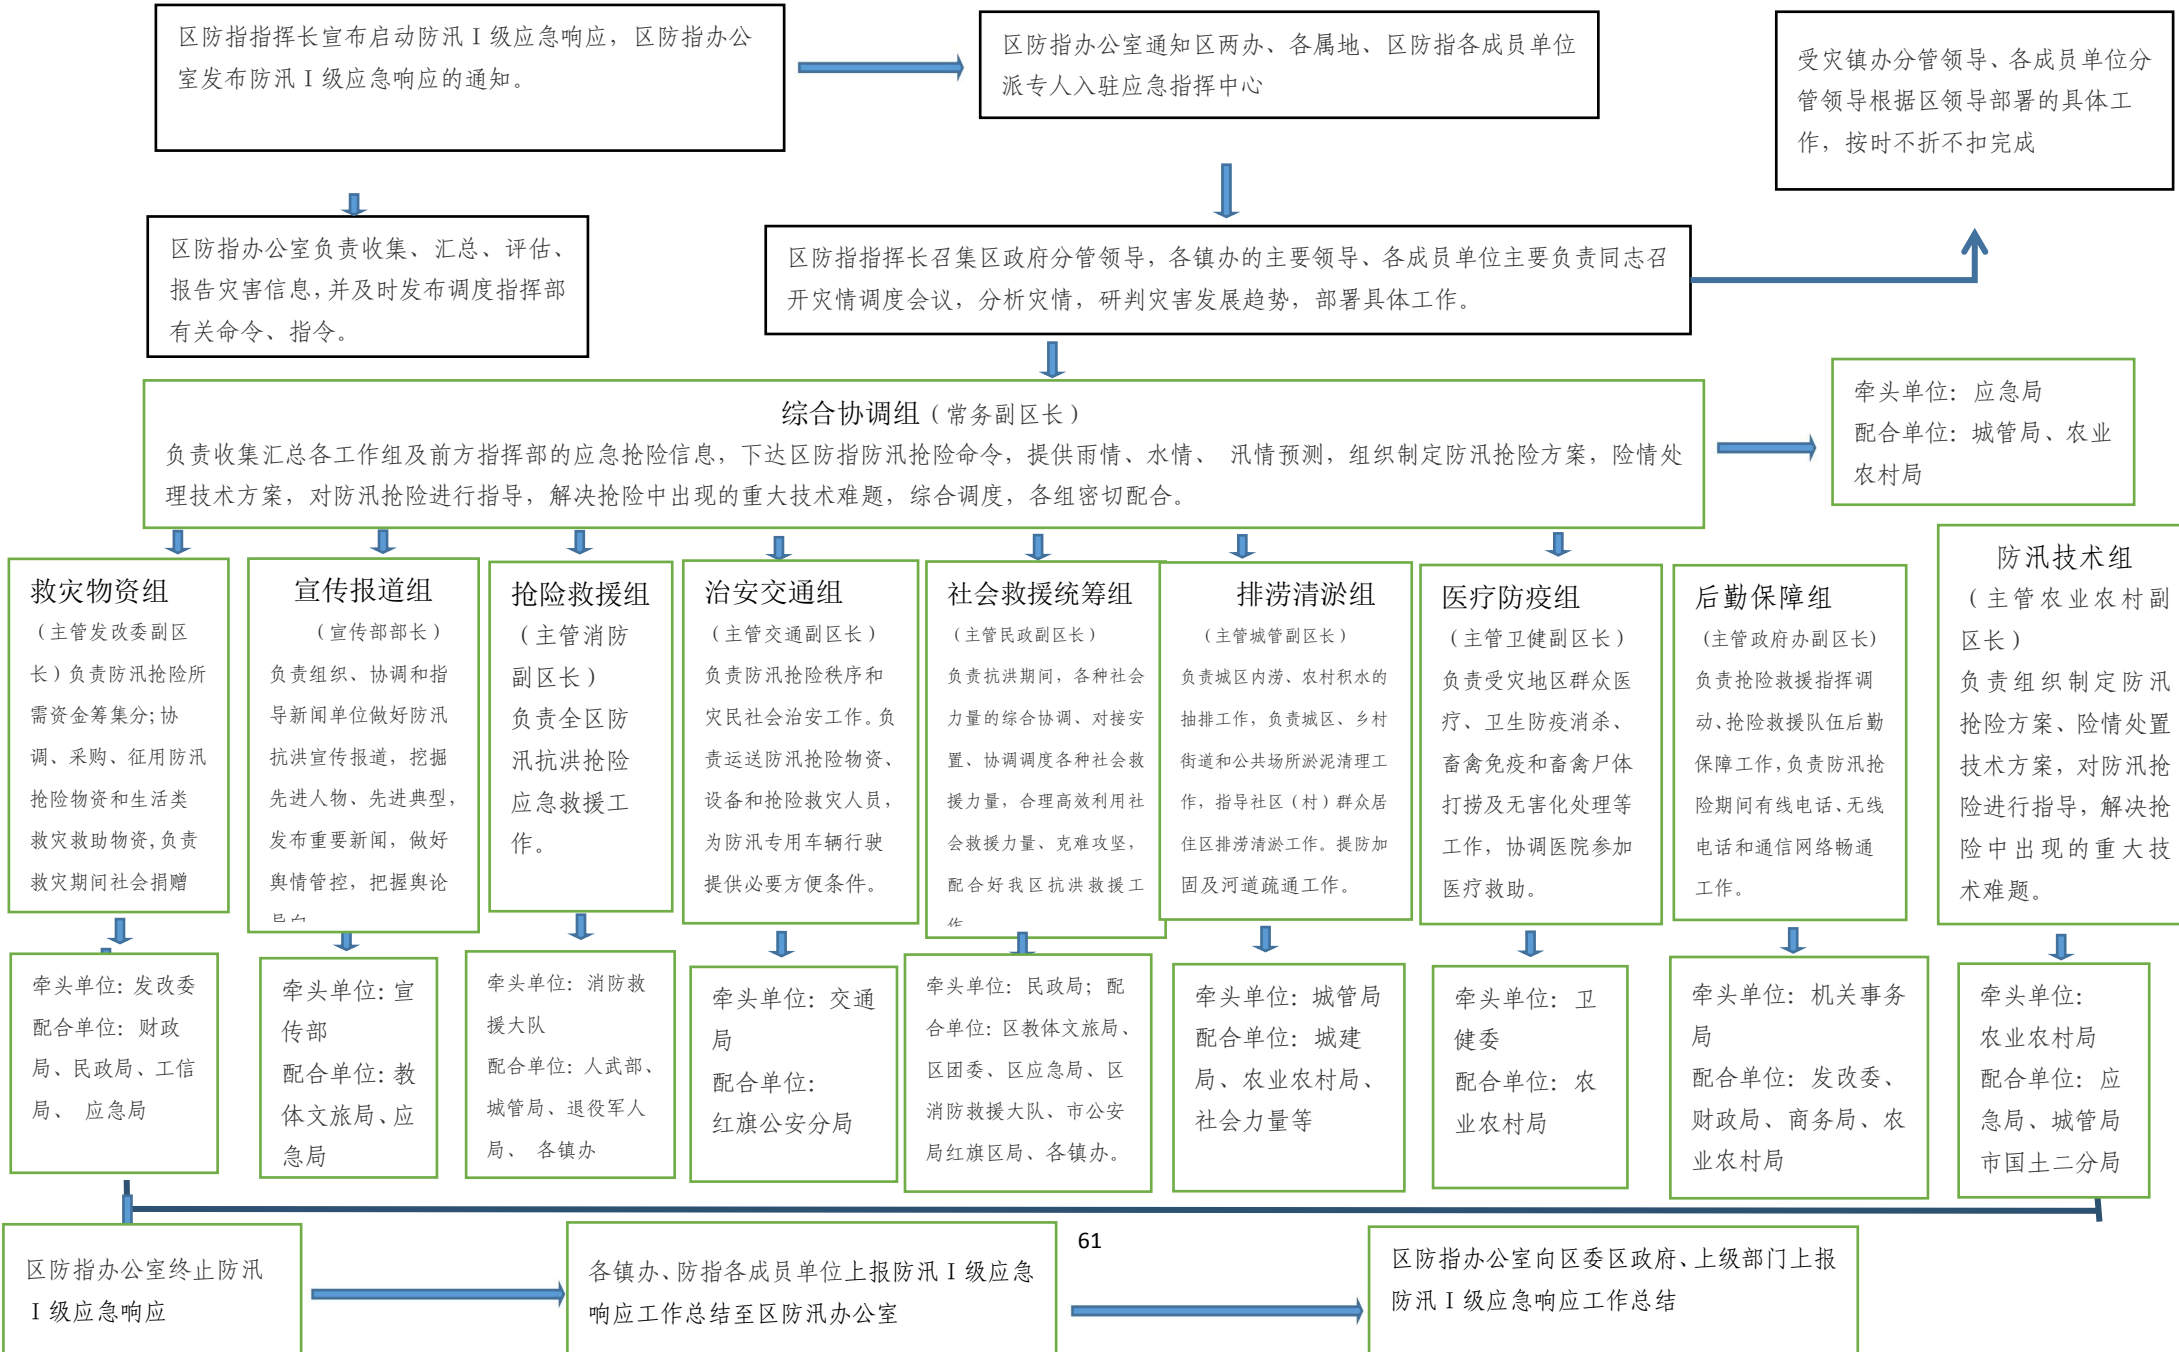 区防指指挥长宣布启动防汛 I 级应急响应，区防指办公
室发布防汛 I 级应急响应的通知。
区防指办公室通知区两办、各属地、区防指各成员单位
派专人入驻应急指挥中心
受灾镇办分管领导、各成员单位分
管领导根据区领导部署的具体工
作，按时不折不扣完成
区防指办公室负责收集、汇总、评估、
报告灾害信息,并及时发布调度指挥部
有关命令、指令。
区防指指挥长召集区政府分管领导，各镇办的主要领导、各成员单位主要负责同志召
开灾情调度会议，分析灾情，研判灾害发展趋势，部署具体工作。
综合协调组（常务副区长）
负责收集汇总各工作组及前方指挥部的应急抢险信息，下达区防指防汛抢险命令，提供雨情、水情、 汛情预测，组织制定防汛抢险方案，险情处
理技术方案，对防汛抢险进行指导，解决抢险中出现的重大技术难题，综合调度，各组密切配合。
牵头单位：应急局
配合单位：城管局、农业
农村局
救灾物资组
（主管发改委副区
长）负责防汛抢险所
需资金筹集分;协
调、采购、征用防汛
抢险物资和生活类
救灾救助物资,负责
救灾期间社会捐赠
宣传报道组
（宣传部部长）
负责组织、协调和指
导新闻单位做好防汛
抗洪宣传报道，挖掘
先进人物、先进典型，
发布重要新闻，做好
舆情管控，把握舆论
导向
抢险救援组
（主管消防
副区长）
负责全区防
汛抗洪抢险
应急救援工
作。
治安交通组
（主管交通副区长）
负责防汛抢险秩序和
灾民社会治安工作。负
责运送防汛抢险物资、
设备和抢险救灾人员，
为防汛专用车辆行驶
提供必要方便条件。
社会救援统筹组
（主管民政副区长）
负责抗洪期间，各种社会
力量的综合协调、对接安
置、协调调度各种社会救
援力量，合理高效利用社
会救援力量、克难攻坚，
配合好我区抗洪救援工
作
排涝清淤组
（主管城管副区长）
负责城区内涝、农村积水的
抽排工作，负责城区、乡村
街道和公共场所淤泥清理工
作，指导社区（村）群众居
住区排涝清淤工作。提防加
固及河道疏通工作。
医疗防疫组
（主管卫健副区长）
负责受灾地区群众医
疗、卫生防疫消杀、
畜禽免疫和畜禽尸体
打捞及无害化处理等
工作，协调医院参加
医疗救助。
后勤保障组
（主管政府办副区长）
负责抢险救援指挥调
动、抢险救援队伍后勤
保障工作,负责防汛抢
险期间有线电话、无线
电话和通信网络畅通
工作。
防汛技术组
（主管农业农村副
区长）
负责组织制定防汛
抢险方案、险情处置
技术方案，对防汛抢
险进行指导，解决抢
险中出现的重大技
术难题。
牵头单位：发改委
配合单位：财政
局、民政局、工信
局、 应急局
牵头单位：宣
传部
配合单位：教
体文旅局、应
急局
牵头单位：消防救
援大队
配合单位：人武部、
城管局、退役军人
局、 各镇办
牵头单位：交通
局
配合单位：
红旗公安分局
牵头单位：民政局；配
合单位：区教体文旅局、
区团委、区应急局、区
消防救援大队、市公安
局红旗区局、各镇办。
牵头单位：城管局
配合单位：城建
局、农业农村局、
社会力量等
牵头单位：卫
健委
配合单位：农
业农村局
牵头单位：机关事务
局
配合单位：发改委、
财政局、商务局、农
业农村局
牵头单位：
农业农村局
配合单位：应
急局、城管局
市国土二分局
区防指办公室终止防汛
I 级应急响应
各镇办、防指各成员单位上报防汛 I 级应急
响应工作总结至区防汛办公室
61
区防指办公室向区委区政府、上级部门上报
防汛 I 级应急响应工作总结